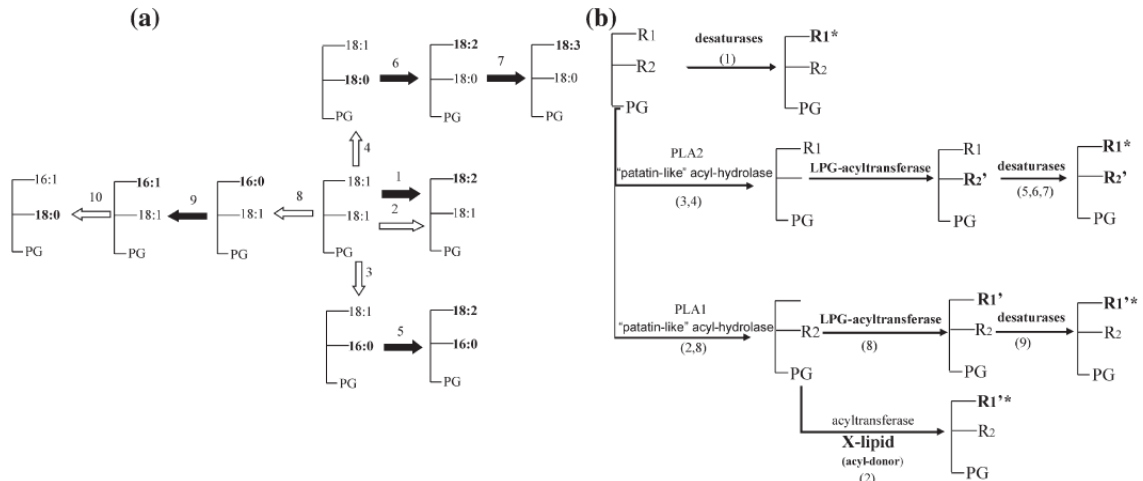 (a)
18:1
18:0
PG
6
18:2
18:0
PG
7
18:3
18:0
PG
4
16:1
18:0
PG
10
16:1
18:1
PG
9
16:0
18:1
PG
8
18:1
18:1
PG
1
2
18:2
18:1
PG
3
18:1
16:0
PG
5
18:2
16:0
PG
(b)
R1
R2
PG
desaturases
(1)
R1*
R2
PG
PLA2
"patatin-like" acyl-hydrolase
(3,4)
PG
LPG-acyltransferase
R1
R1
R2'
PG
desaturases
(5,6,7)
R1*
R2'
PG
PLA1
"patatin-like" acyl-hydrolase
(2,8)
R2
PG
LPG-acyltransferase
(8)
R1'
R2
PG
desaturases
(9)
R1'*
R2
PG
acyltransferase
X-lipid
(acyl-donor)
(2)
R1'*
R2
PG